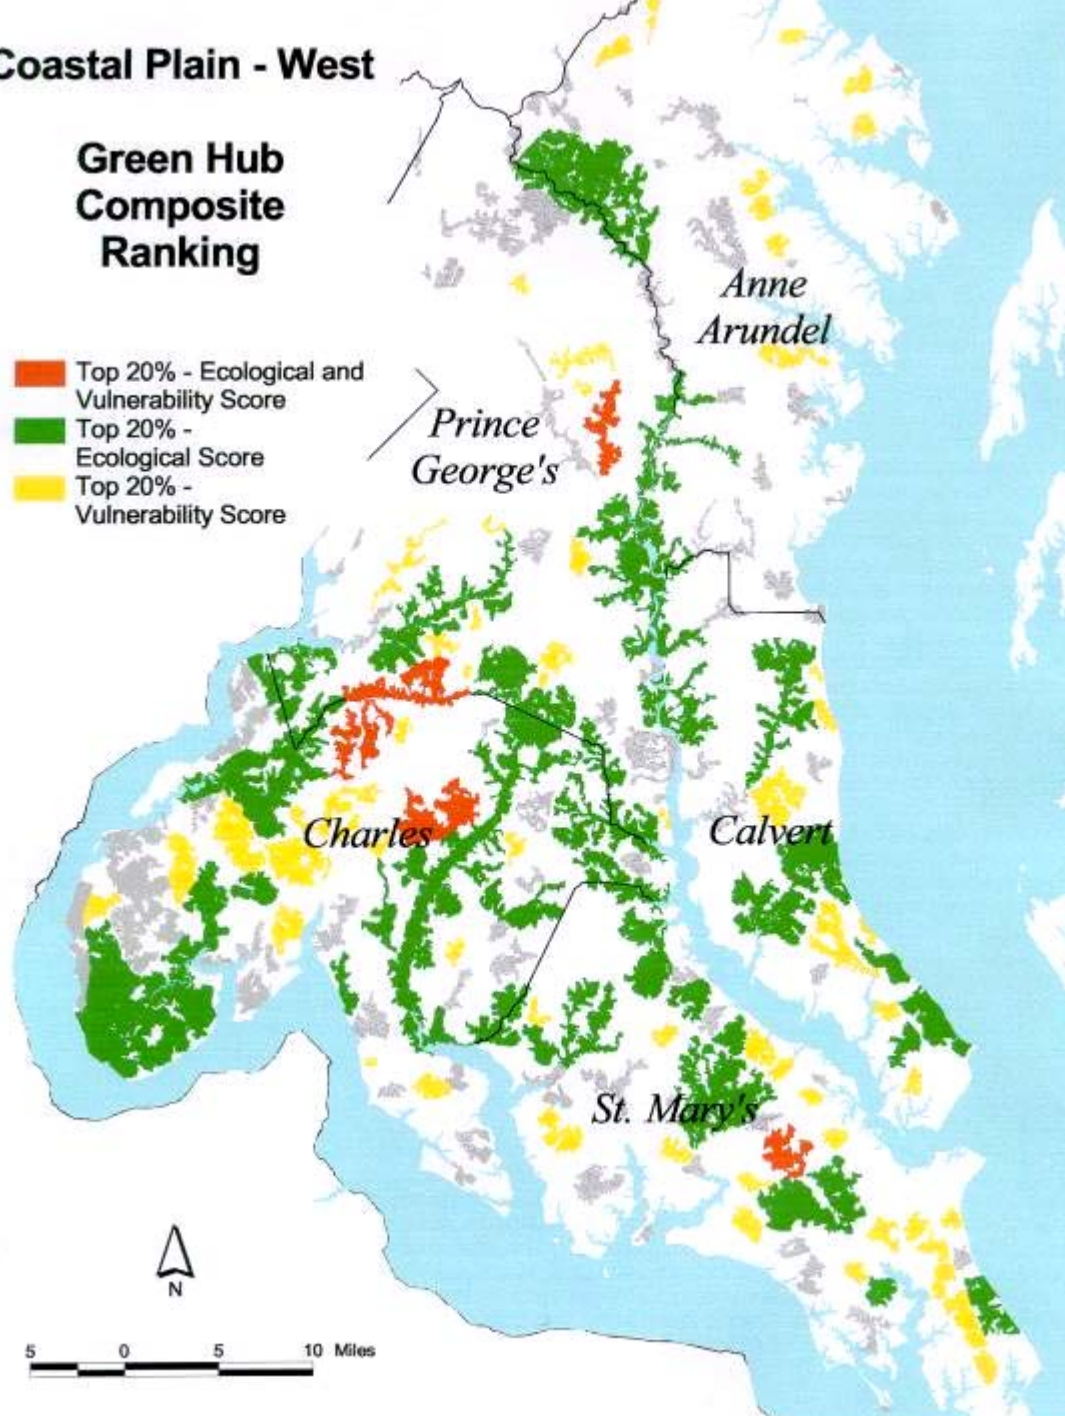 Coastal Plain - West
Green Hub
Composite
Ranking
Top 20% - Ecological and
Vulnerability Score
Top 20% -
Ecological Score
Top 20% -
Vulnerability Score
Anne
Arundel
Prince
George's
Charles
Calvert
St. Mary's
N
5 0 5 10 Miles